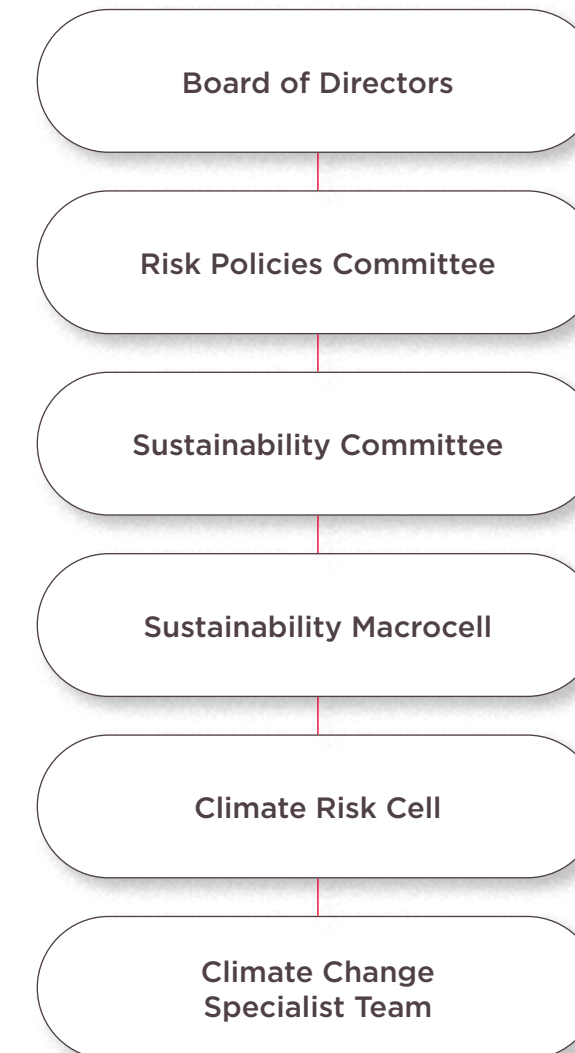 Board of Directors
Risk Policies Committee
Sustainability Committee
Sustainability Macrocell
Climate Risk Cell
Climate Change
Specialist Team